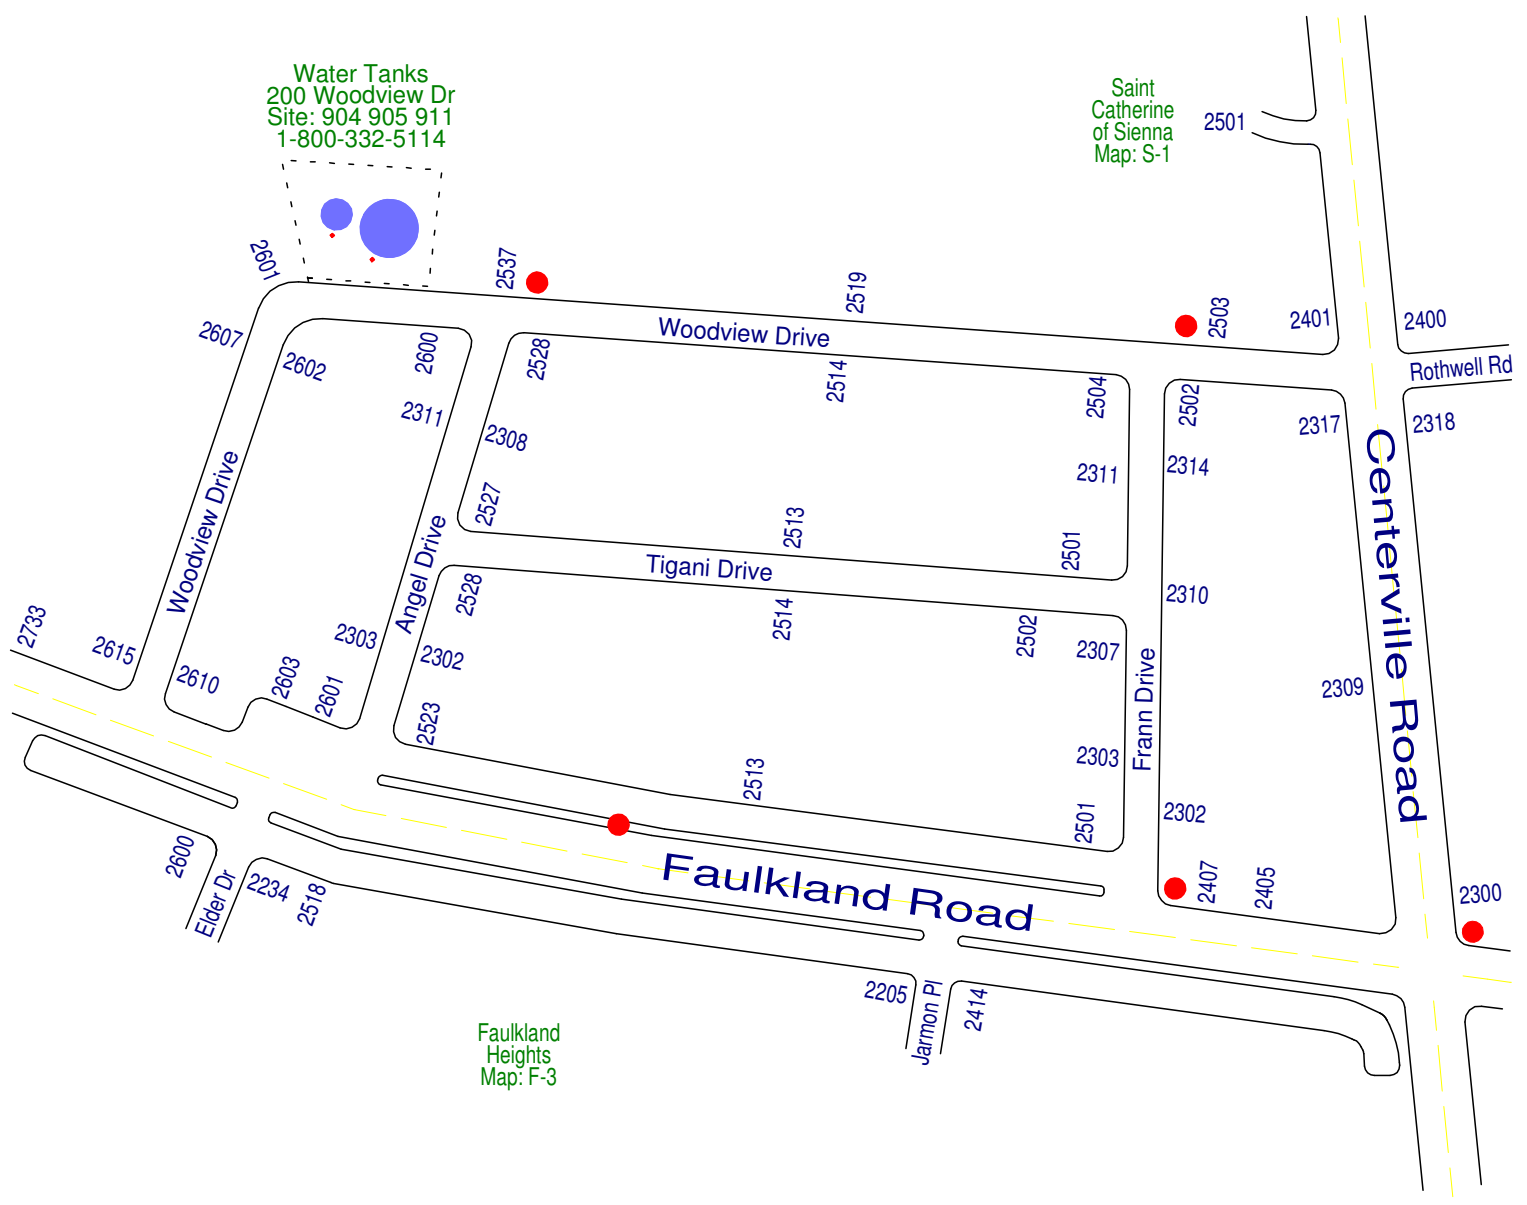 Water Tanks
200 Woodview Dr
Site: 904 905 911
1-800-332-5114
Saint
Catherine
of Sienna
Map: S-1
2501
2601
2537
2519
2503
2401
2400
2607
2602
2600
2528
Woodview Drive
2514
2504
2502
2317
2318
Rothwell Rd
2311
2308
2311
2314
2527
2513
2501
Woodview Drive
Angel Drive
Tigani Drive
2528
2514
2502
2310
Centerville Road
2733
2615
2610
2603
2601
2303
2302
2523
2307
Frann Drive
2309
2513
2303
2501
2302
2407
2405
2300
Faulkland Road
2600
Elder Dr
2234
2518
2205
Jarmon Pl
2414
Faulkland
Heights
Map: F-3